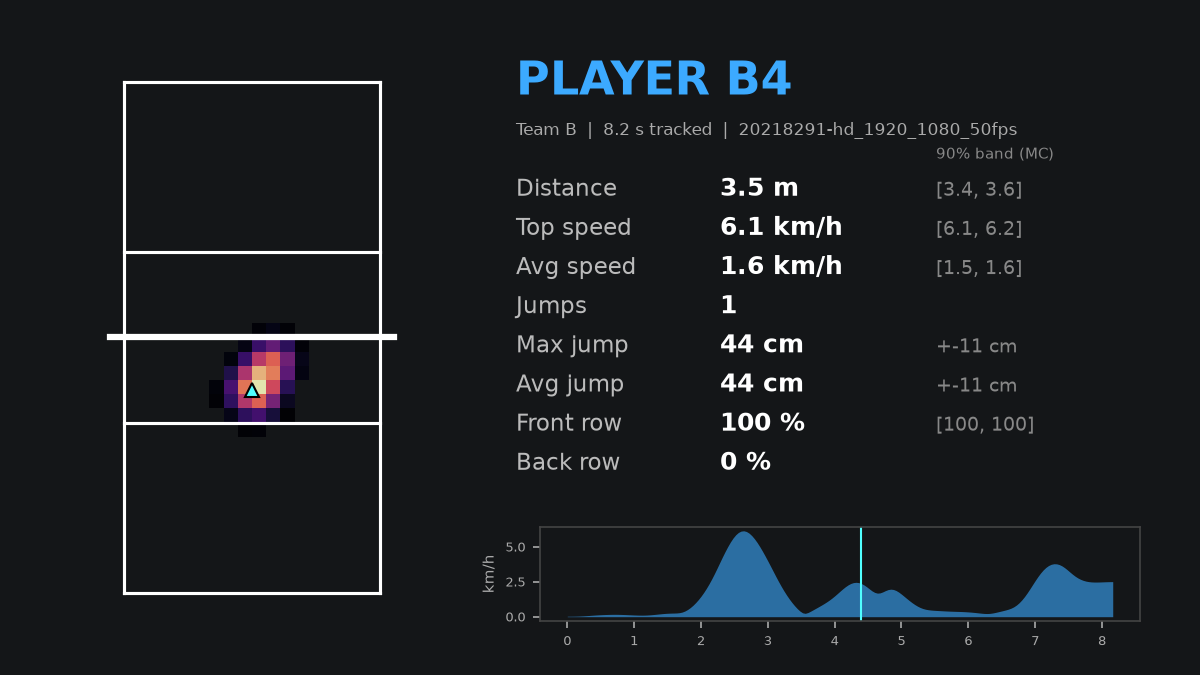 PLAYER B4
Team B | 8.2 s tracked | 20218291-hd_1920_1080_50fps
90% band (MC)
Distance 3.5 m [3.4, 3.6]
Top speed 6.1 km/h [6.1, 6.2]
Avg speed 1.6 km/h [1.5, 1.6]
Jumps 1
Max jump 44 cm +-11 cm
Avg jump 44 cm +-11 cm
Front row 100 % [100, 100]
Back row 0 %
km/h
5.0
2.5
0.0
0 1 2 3 4 5 6 7 8